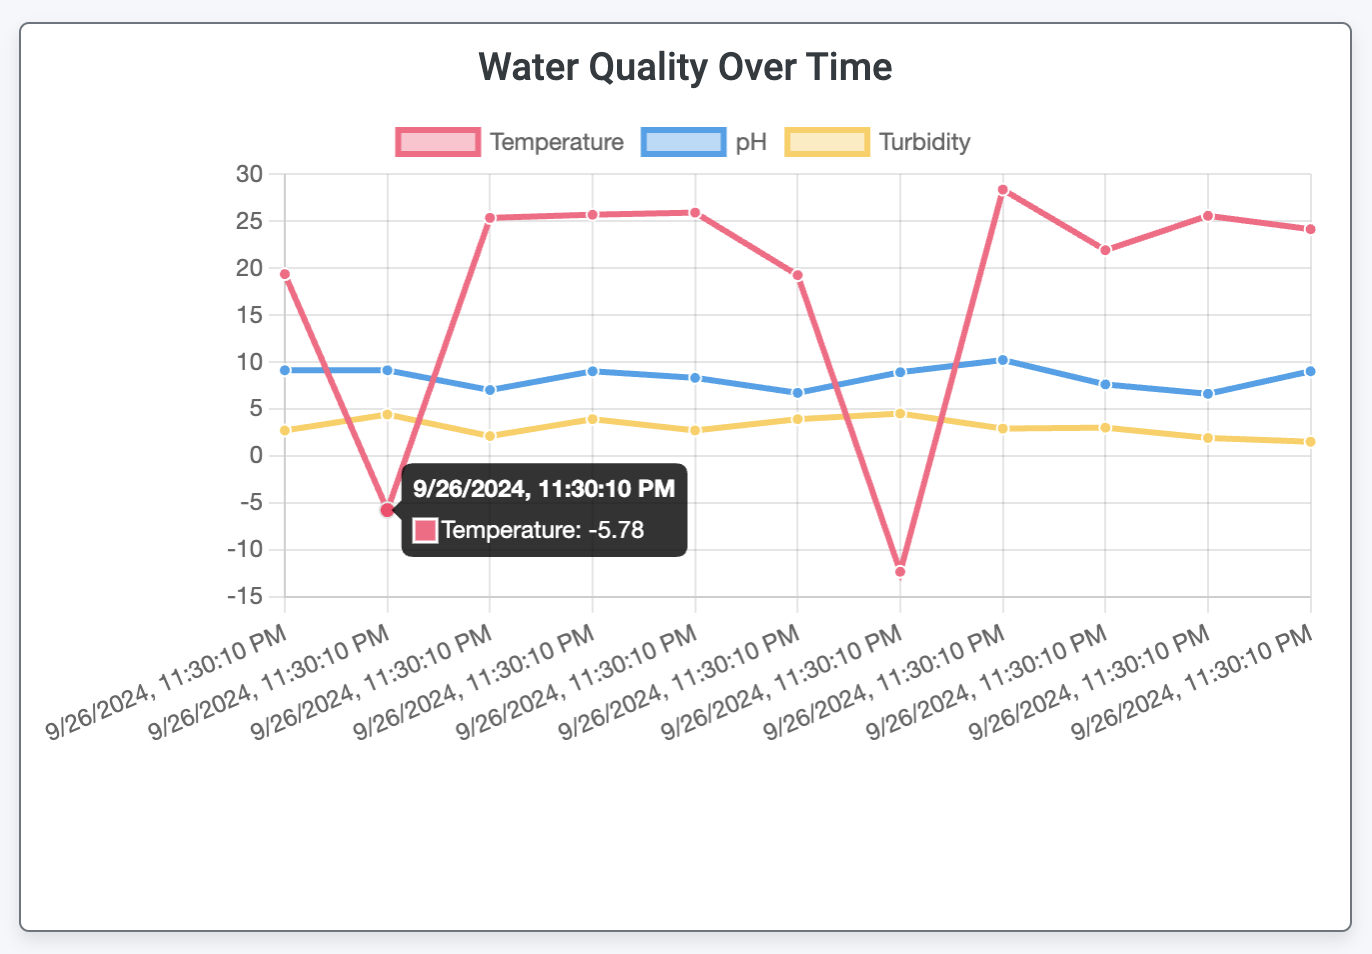 Water Quality Over Time
Temperature pH Turbidity
30
25
20
15
10
5
0
-5
-10
-15
9/26/2024, 11:30:10 PM
Temperature: -5.78
9/26/2024, 11:30:10 PM
9/26/2024, 11:30:10 PM
9/26/2024, 11:30:10 PM
9/26/2024, 11:30:10 PM
9/26/2024, 11:30:10 PM
9/26/2024, 11:30:10 PM
9/26/2024, 11:30:10 PM
9/26/2024, 11:30:10 PM
9/26/2024, 11:30:10 PM
9/26/2024, 11:30:10 PM
9/26/2024, 11:30:10 PM